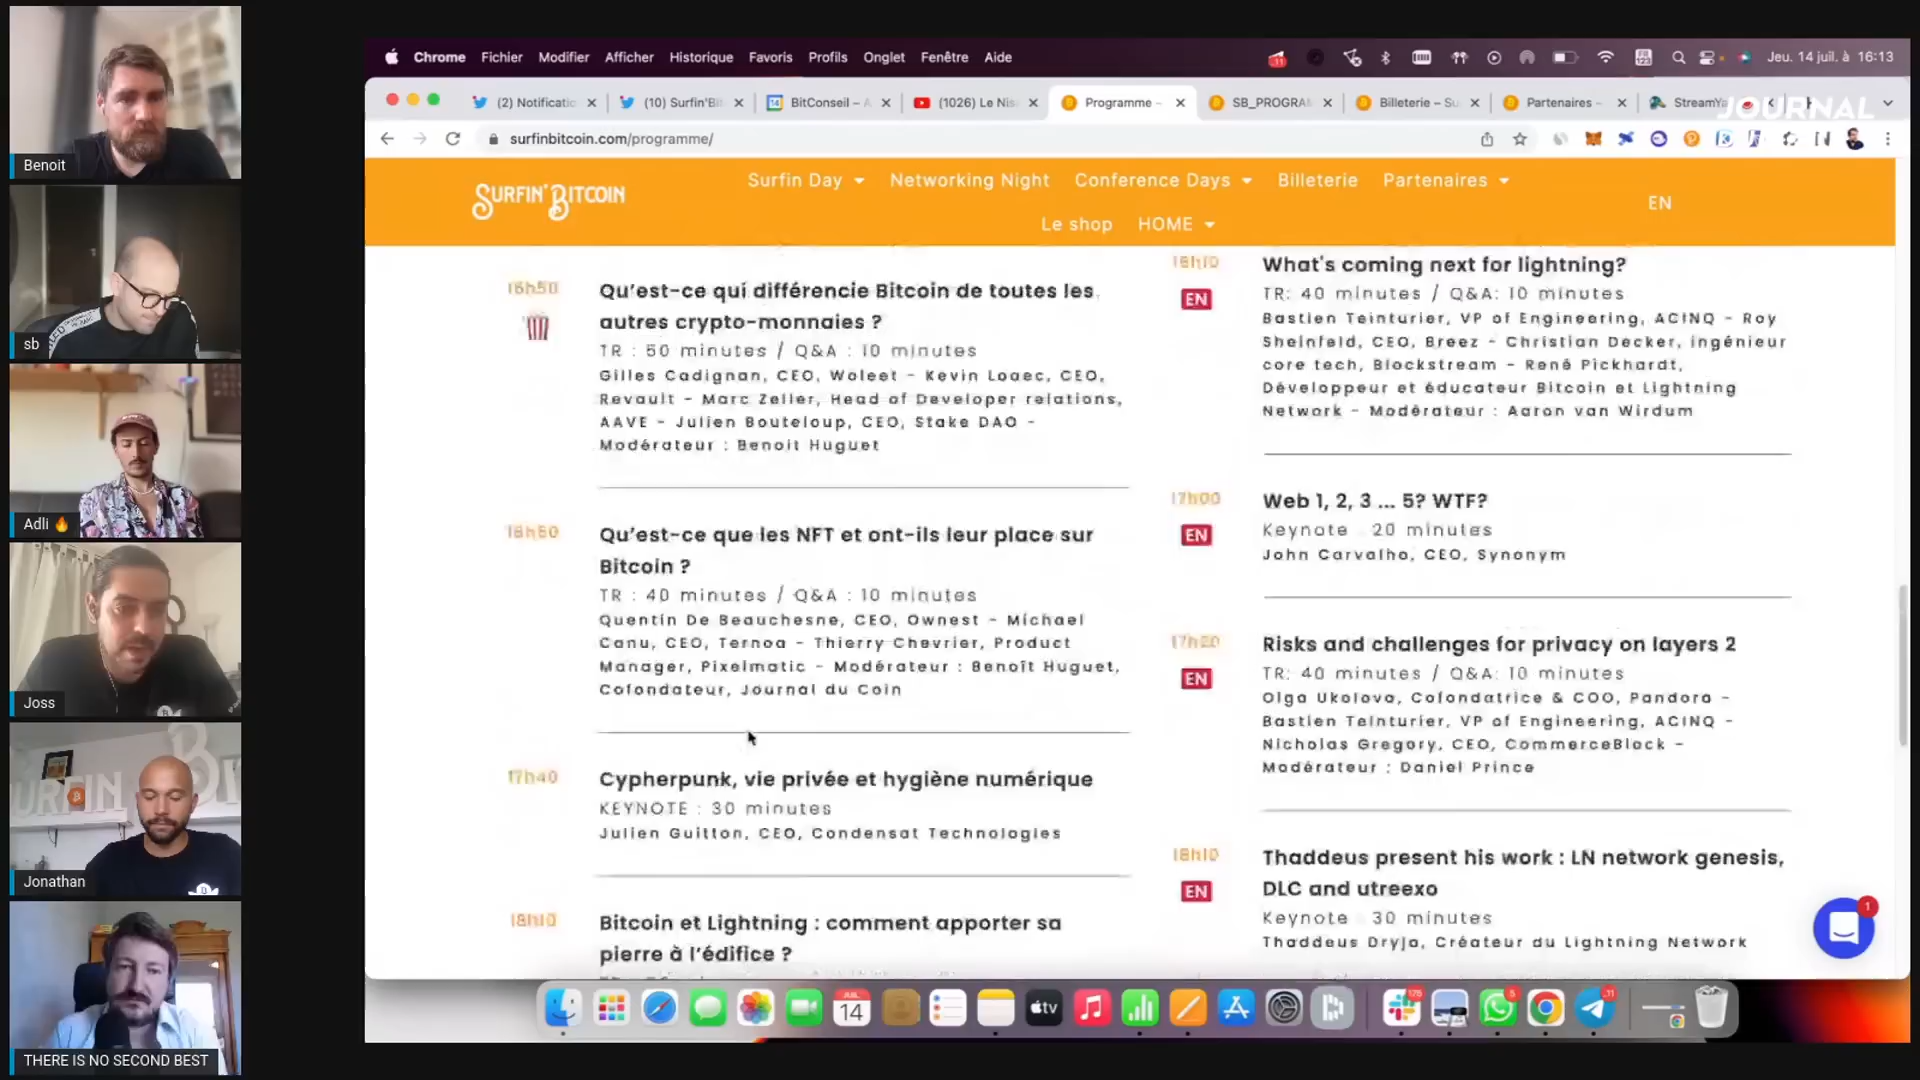 Benoit
sb
Adli 🔥
Joss
Jonathan
THERE IS NO SECOND BEST
Chrome Fichier Modifier Afficher Historique Favoris Profils Onglet Fenêtre Aide
Jeu. 14 juil. à 16:13
(2) Notificatio
(10) Surfin'Bi
BitConseil – A
(1026) Le Nis
Programme –
SB_PROGRA
Billeterie – Su
Partenaires –
StreamYa
JOURNAL
surfinbitcoin.com/programme/
SURFIN' BITCOIN
Surfin Day Networking Night Conference Days Billeterie Partenaires
Le shop HOME
EN
Qu'est-ce qui différencie Bitcoin de toutes les
autres crypto-monnaies ?
TR : 50 minutes / Q&A : 10 minutes
Gilles Cadignan, CEO, Woleet – Kevin Loaec, CEO,
Revault – Marc Zeller, Head of Developer relations,
AAVE – Julien Bouteloup, CEO, Stake DAO –
Modérateur : Benoit Huguet
Qu'est-ce que les NFT et ont-ils leur place sur
Bitcoin ?
TR : 40 minutes / Q&A : 10 minutes
Quentin De Beauchesne, CEO, Ownest – Michael
Canu, CEO, Ternoa – Thierry Chevrier, Product
Manager, Pixelmatic – Modérateur : Benoît Huguet,
Cofondateur, Journal du Coin
17h40
Cypherpunk, vie privée et hygiène numérique
KEYNOTE : 30 minutes
Julien Guitton, CEO, Condensat Technologies
18h10
Bitcoin et Lightning : comment apporter sa
pierre à l'édifice ?
What's coming next for lightning?
EN
TR: 40 minutes / Q&A: 10 minutes
Bastien Teinturier, VP of Engineering, ACINQ – Roy
Sheinfeld, CEO, Breez – Christian Decker, ingénieur
core tech, Blockstream – René Pickhardt,
Développeur et éducateur Bitcoin et Lightning
Network – Modérateur : Aaron van Wirdum
17h00
Web 1, 2, 3 ... 5? WTF?
EN
Keynote . 20 minutes
John Carvalho, CEO, Synonym
17h20
Risks and challenges for privacy on layers 2
EN
TR: 40 minutes / Q&A: 10 minutes
Olga Ukolova, Cofondatrice & COO, Pandora –
Bastien Teinturier, VP of Engineering, ACINQ –
Nicholas Gregory, CEO, CommerceBlock –
Modérateur : Daniel Prince
18h10
Thaddeus present his work : LN network genesis,
DLC and utreexo
EN
Keynote . 30 minutes
Thaddeus Dryja, Créateur du Lightning Network
1
JUIL.
14
tv